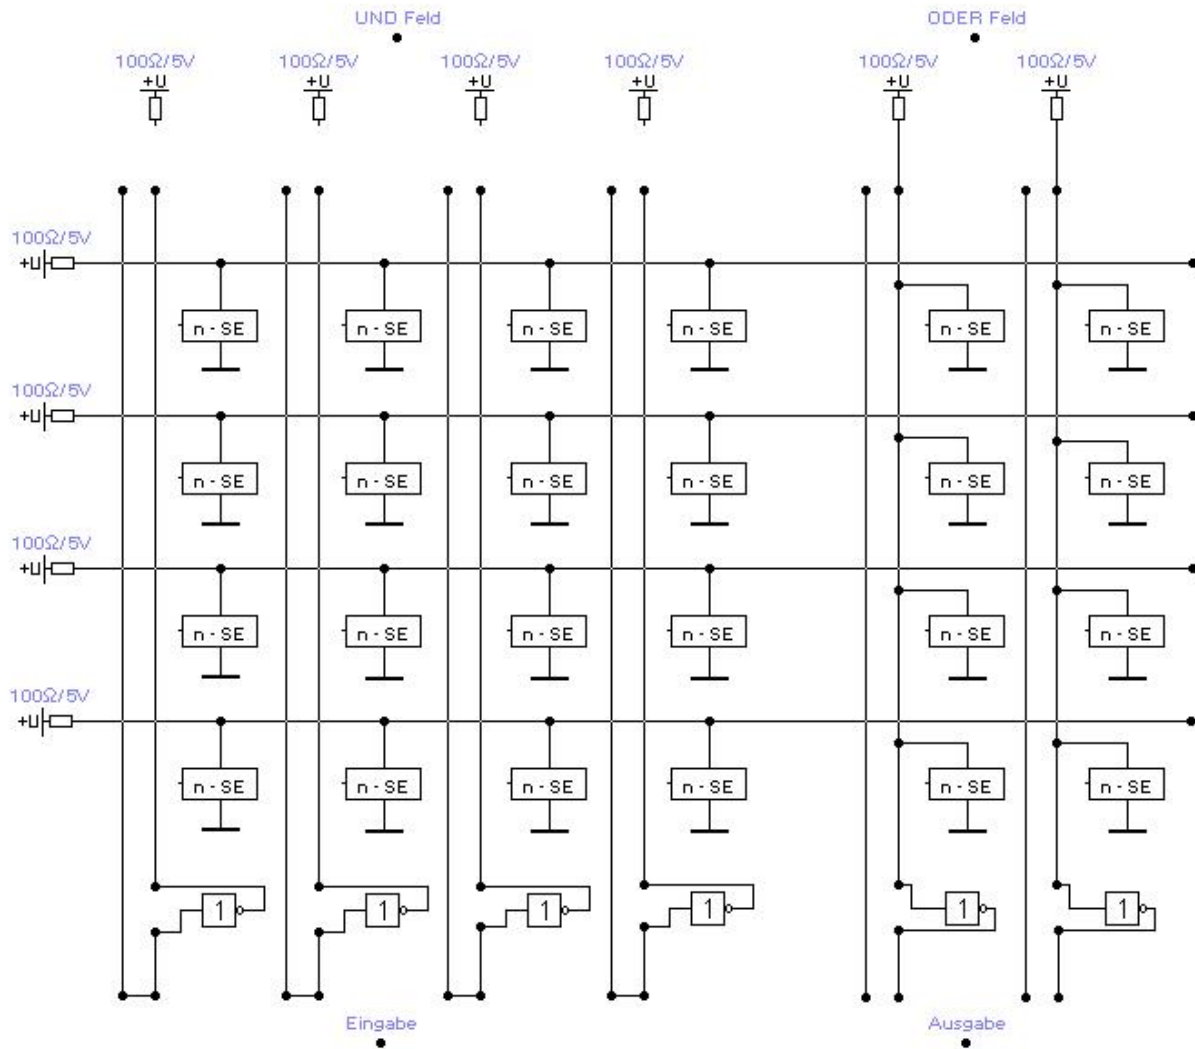 UND Feld ODER Feld
100Ω/5V 100Ω/5V 100Ω/5V 100Ω/5V 100Ω/5V 100Ω/5V
+U +U +U +U +U +U
100Ω/5V
+U
n - SE n - SE n - SE n - SE n - SE n - SE
100Ω/5V
+U
n - SE n - SE n - SE n - SE n - SE n - SE
100Ω/5V
+U
n - SE n - SE n - SE n - SE n - SE n - SE
100Ω/5V
+U
n - SE n - SE n - SE n - SE n - SE n - SE
1 1 1 1 1 1
Eingabe Ausgabe